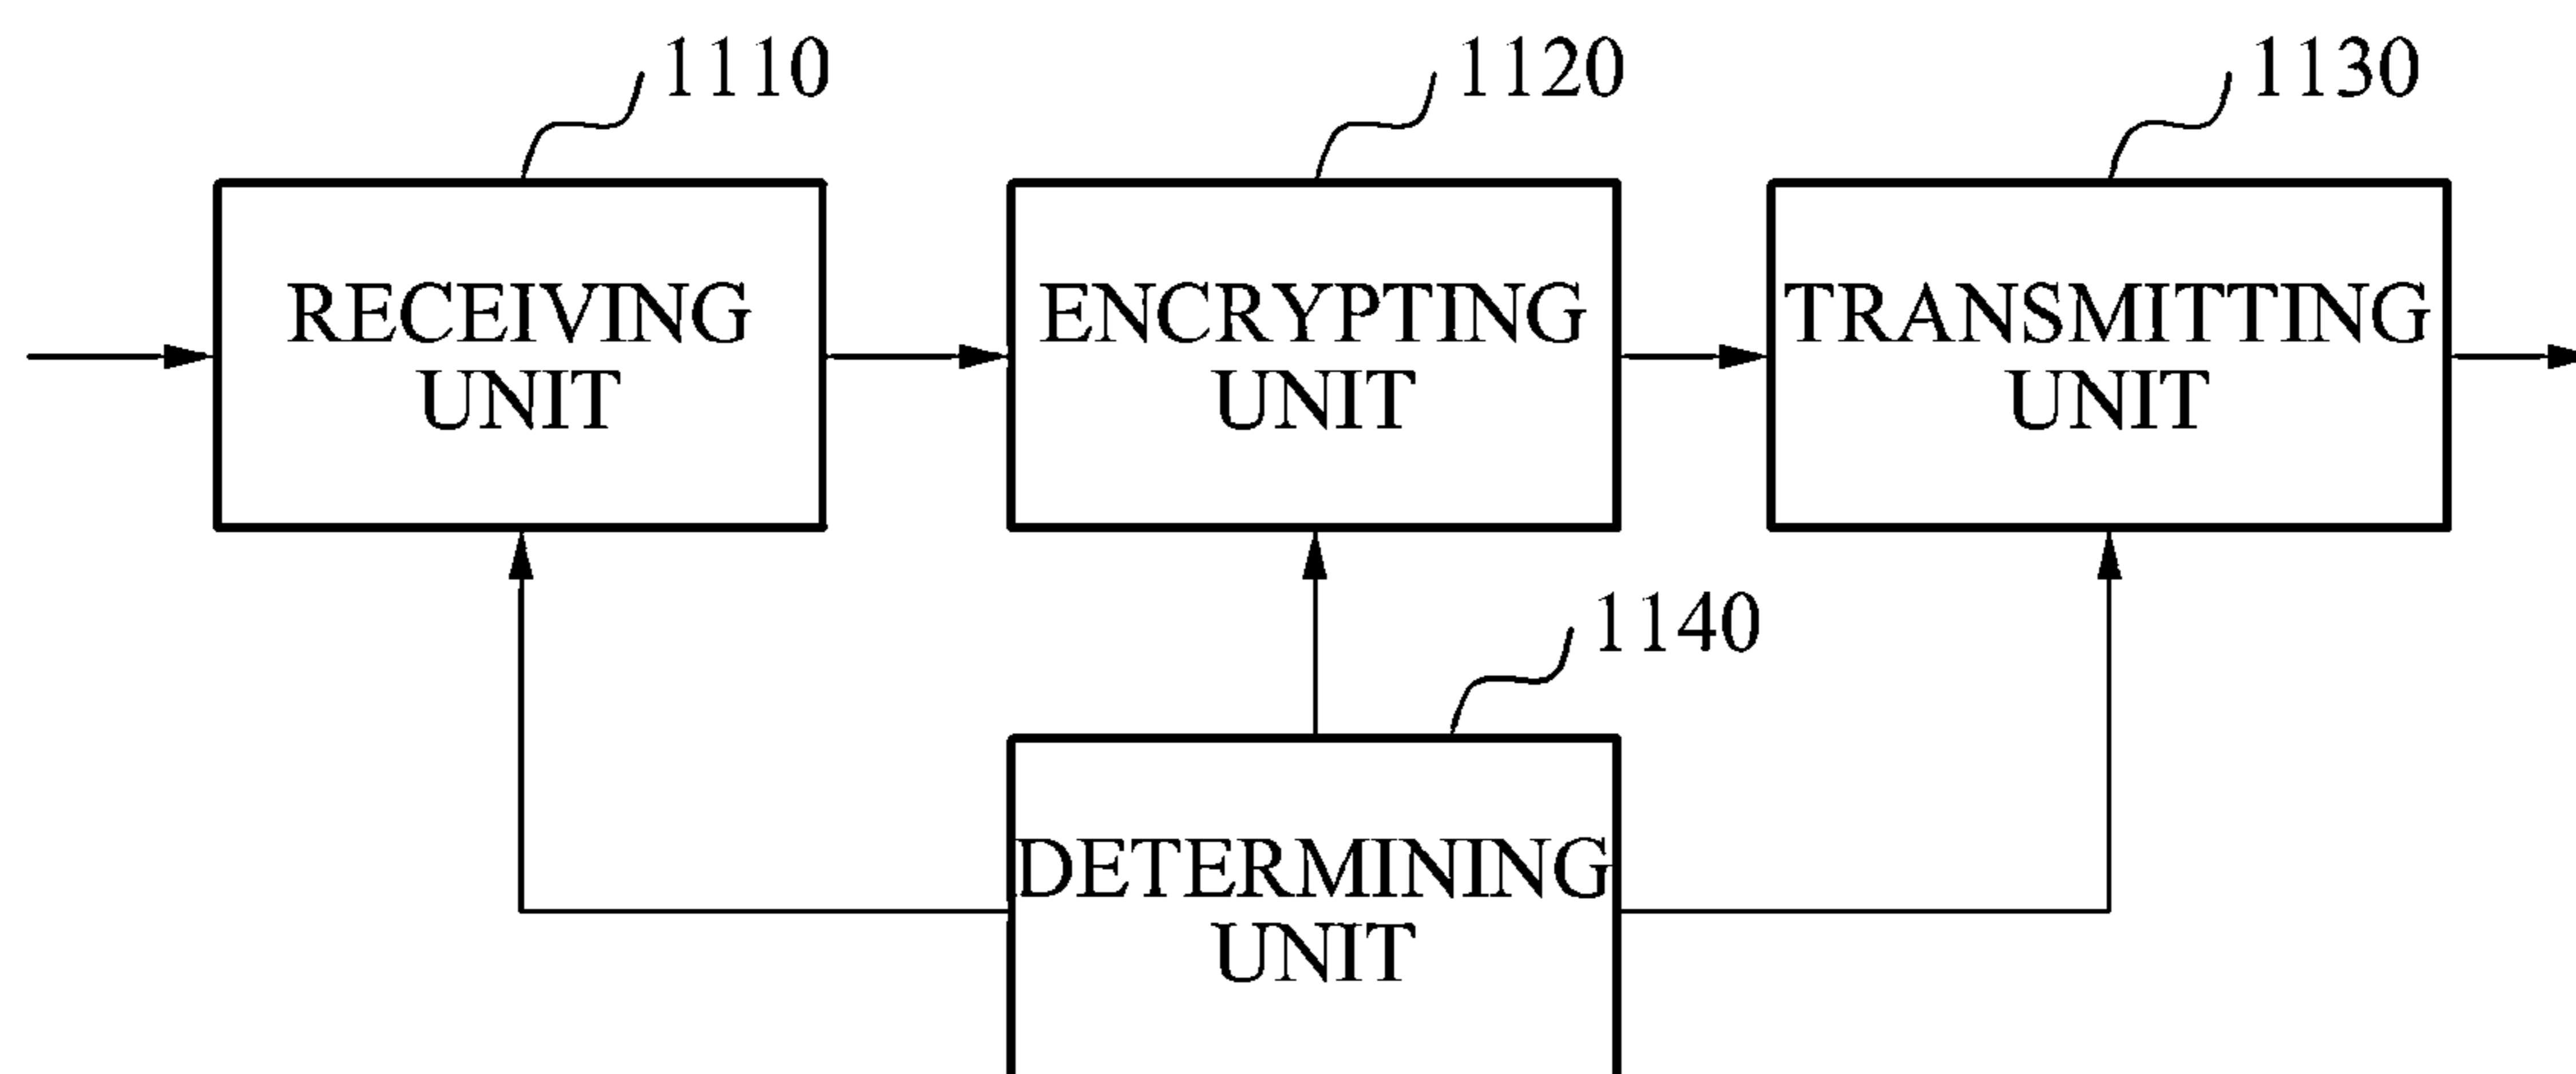 1110
1120
1130
RECEIVING
UNIT
ENCRYPTING
UNIT
TRANSMITTING
UNIT
1140
DETERMINING
UNIT